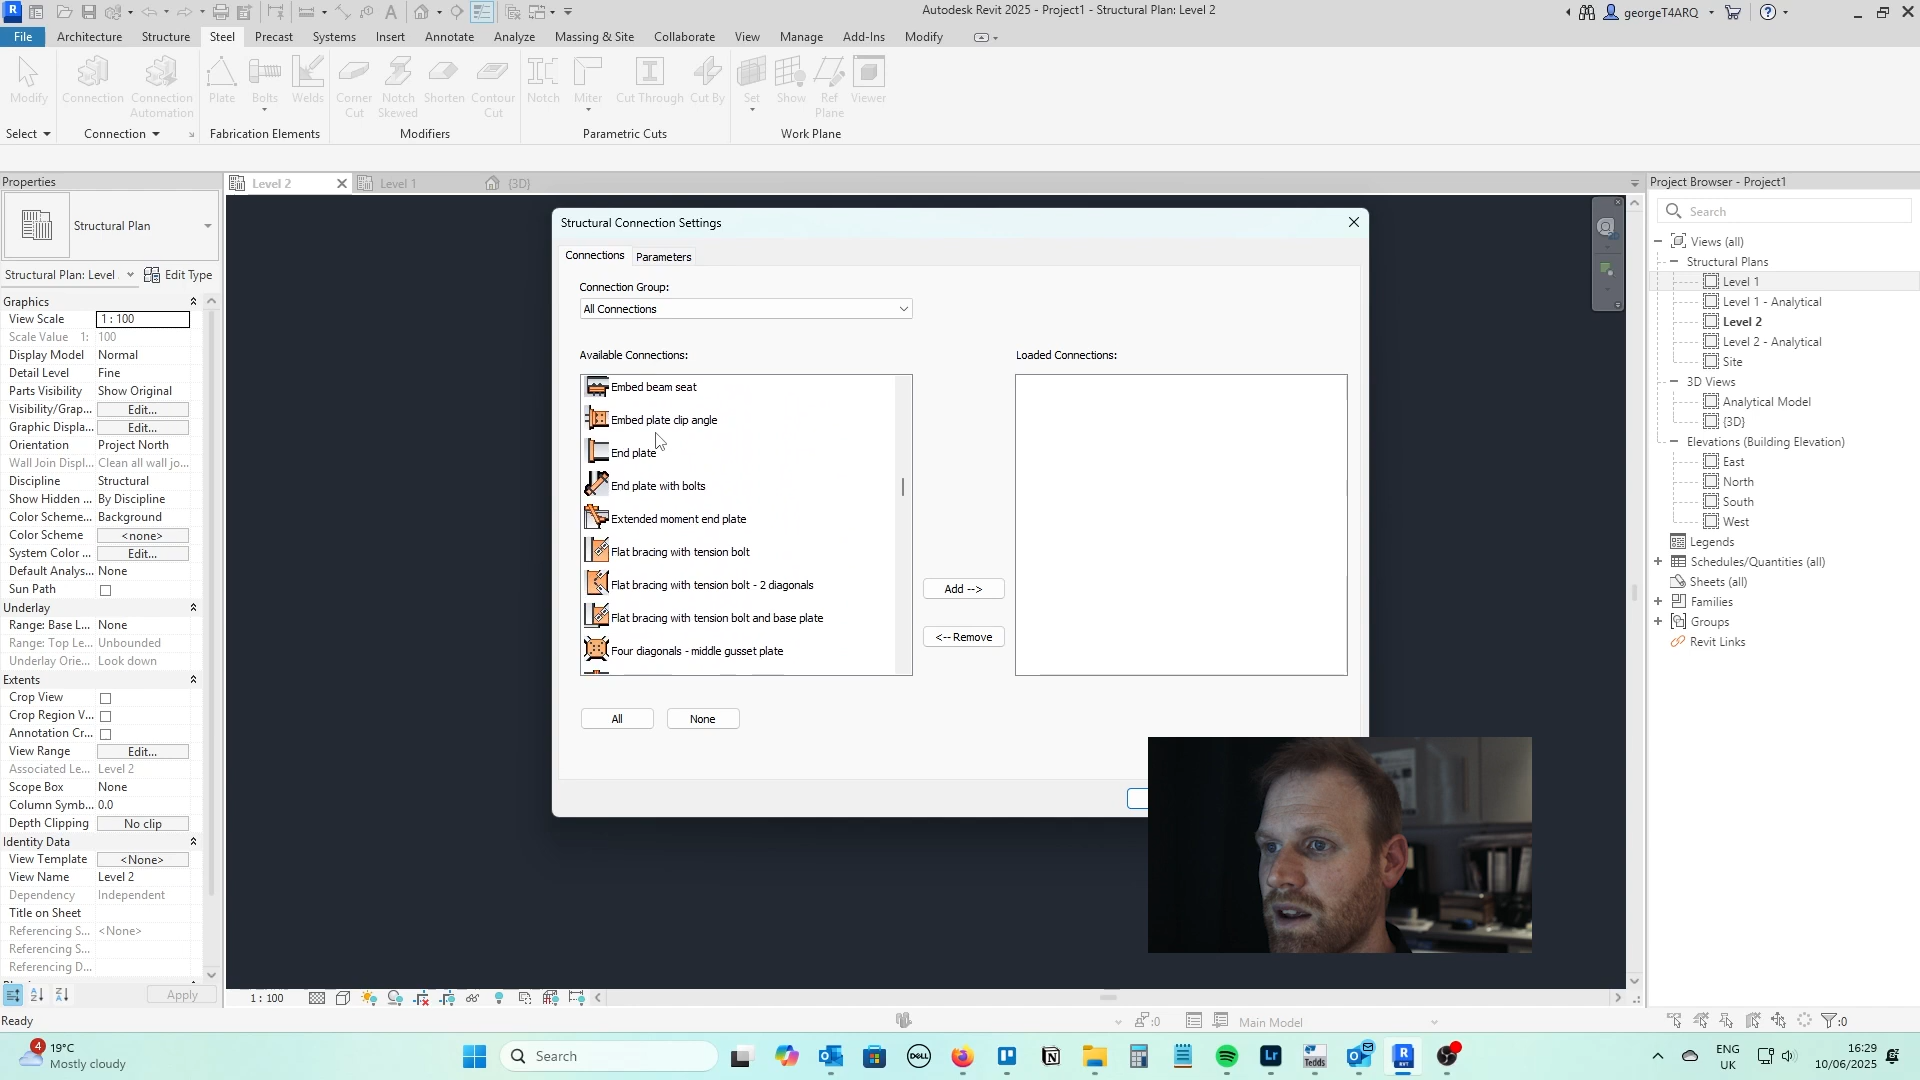 Autodesk Revit 2025 - Project1 - Structural Plan: Level 2
georgeT4ARQ
File Architecture Structure Steel Precast Systems Insert Annotate Analyze Massing & Site Collaborate View Manage Add-Ins Modify
Modify
Connection
Connection Automation
Plate
Bolts
Welds
Corner Cut
Notch Skewed
Shorten
Contour Cut
Notch
Miter
Cut Through
Cut By
Set
Show
Ref Plane
Viewer
Select
Connection
Fabrication Elements
Modifiers
Parametric Cuts
Work Plane
Properties
Structural Plan
Structural Plan: Level
Edit Type
Graphics
View Scale 1 : 100
Scale Value 1: 100
Display Model Normal
Detail Level Fine
Parts Visibility Show Original
Visibility/Grap... Edit...
Graphic Displa... Edit...
Orientation Project North
Wall Join Displ... Clean all wall jo...
Discipline Structural
Show Hidden ... By Discipline
Color Scheme... Background
Color Scheme <none>
System Color ... Edit...
Default Analys... None
Sun Path
Underlay
Range: Base L... None
Range: Top Le... Unbounded
Underlay Orie... Look down
Extents
Crop View
Crop Region V...
Annotation Cr...
View Range Edit...
Associated Le... Level 2
Scope Box None
Column Symb... 0.0
Depth Clipping No clip
Identity Data
View Template <None>
View Name Level 2
Dependency Independent
Title on Sheet
Referencing S... <None>
Referencing S...
Referencing D...
Apply
Level 2
Level 1
{3D}
Structural Connection Settings
Connections
Parameters
Connection Group:
All Connections
Available Connections:
Embed beam seat
Embed plate clip angle
End plate
End plate with bolts
Extended moment end plate
Flat bracing with tension bolt
Flat bracing with tension bolt - 2 diagonals
Flat bracing with tension bolt and base plate
Four diagonals - middle gusset plate
Add -->
<-- Remove
Loaded Connections:
All
None
Project Browser - Project1
Search
Views (all)
Structural Plans
Level 1
Level 1 - Analytical
Level 2
Level 2 - Analytical
Site
3D Views
Analytical Model
{3D}
Elevations (Building Elevation)
East
North
South
West
Legends
Schedules/Quantities (all)
Sheets (all)
Families
Groups
Revit Links
1 : 100
Ready
:0
Main Model
:0
4
19°C
Mostly cloudy
Search
DELL
Lr
Tedds
R
RVT
ENG
UK
16:29
10/06/2025